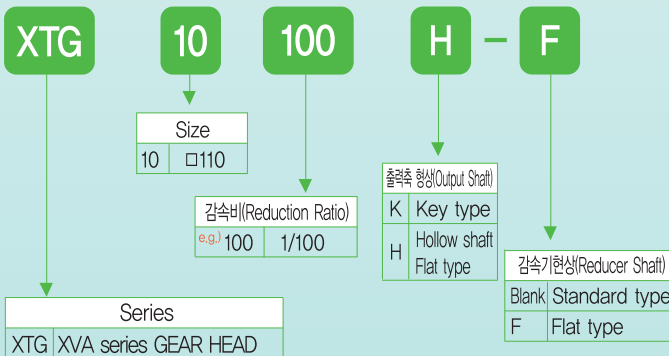 XTG 10 100 H - F
Size
10 □110
감속비(Reduction Ratio)
e.g.) 100 1/100
출력축 형상(Output Shaft)
K Key type
H Hollow shaft
Flat type
감속기현상(Reducer Shaft)
Blank Standard type
F Flat type
Series
XTG XVA series GEAR HEAD